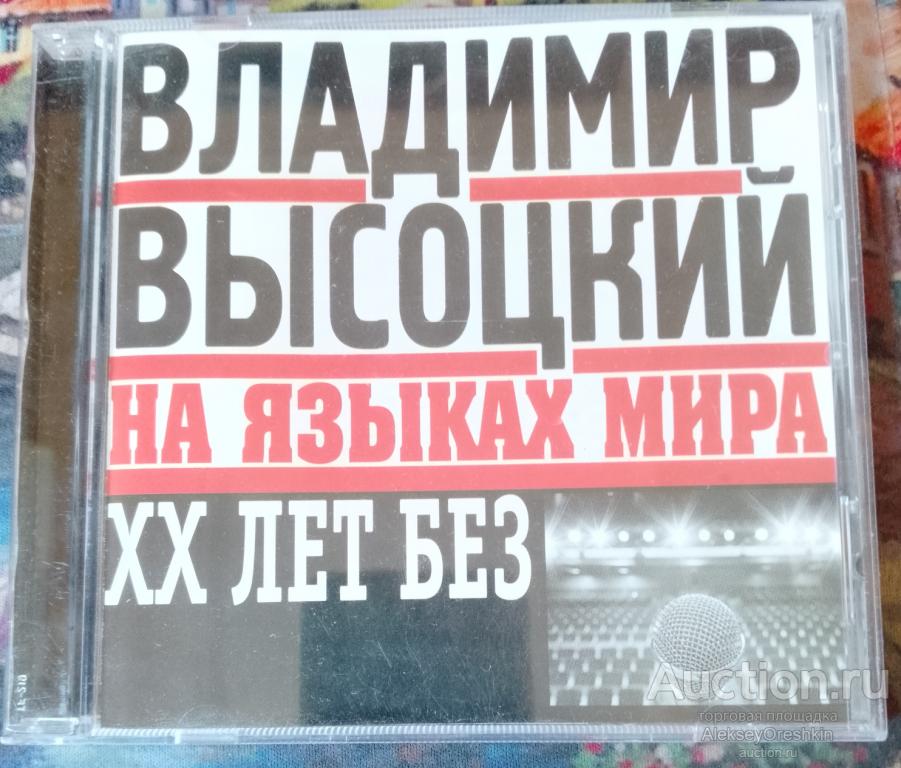 ВЛАДИМИР
ВЫСОЦКИЙ
НА ЯЗЫКАХ МИРА
XX ЛЕТ БЕЗ
Auction.ru
торговая площадка
AlekseyOreshkin
auction.ru